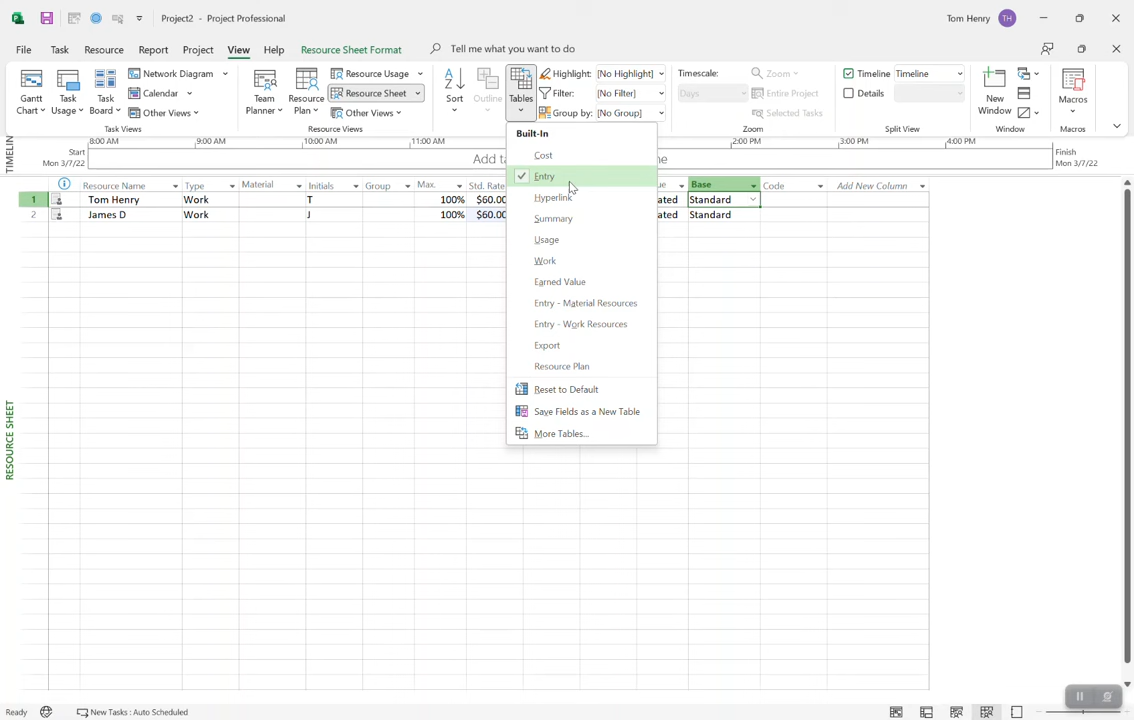 Project2 - Project Professional
Tom Henry TH
File Task Resource Report Project View Help Resource Sheet Format Tell me what you want to do
Gantt Chart
Task Usage
Task Board
Network Diagram
Calendar
Other Views
Task Views
Team Planner
Resource Plan
Resource Usage
Resource Sheet
Other Views
Resource Views
Sort
Outline
Tables
Highlight: [No Highlight]
Filter: [No Filter]
Group by: [No Group]
Timescale:
Days
Zoom
Entire Project
Selected Tasks
Zoom
Timeline Timeline
Details
Split View
New Window
Window
Macros
Macros
TIMELIN
8:00 AM 9:00 AM 10:00 AM 11:00 AM 2:00 PM 3:00 PM 4:00 PM
Start
Mon 3/7/22
Add ta
ne
Finish
Mon 3/7/22
Resource Name Type Material Initials Group Max. Std. Rate ue Base Code Add New Column
1 Tom Henry Work T 100% $60.00 ated Standard
2 James D Work J 100% $60.00 ated Standard
Built-In
Cost
Entry
Hyperlink
Summary
Usage
Work
Earned Value
Entry - Material Resources
Entry - Work Resources
Export
Resource Plan
Reset to Default
Save Fields as a New Table
More Tables...
RESOURCE SHEET
Ready New Tasks : Auto Scheduled